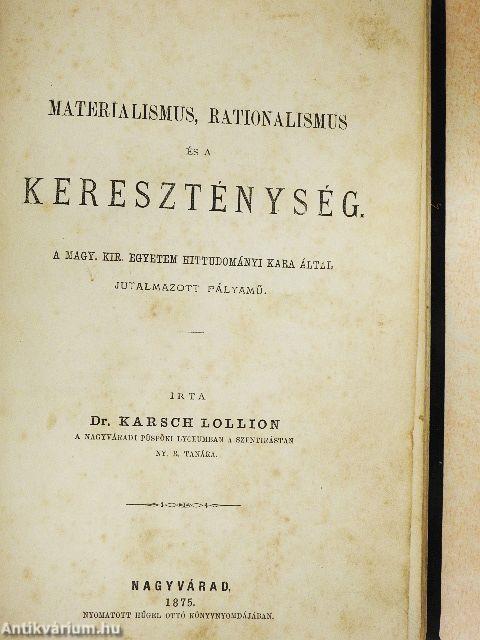 MATERIALISMUS, RATIONALISMUS
ÉS A
KERESZTÉNYSÉG.
A MAGY. KIR. EGYETEM HITTUDOMÁNYI KARA ÁLTAL
JUTALMAZOTT PÁLYAMŰ.
IRTA
Dr. KARSCH LOLLION
A NAGYVÁRADI PÜSPÖKI LYCEUMBAN A SZENTIRÁSTAN
NY. R. TANÁRA.
NAGYVÁRAD,
1875.
NYOMATOTT HÜGEL OTTÓ KÖNYVNYOMDÁJÁBAN.
Antikvárium.hu